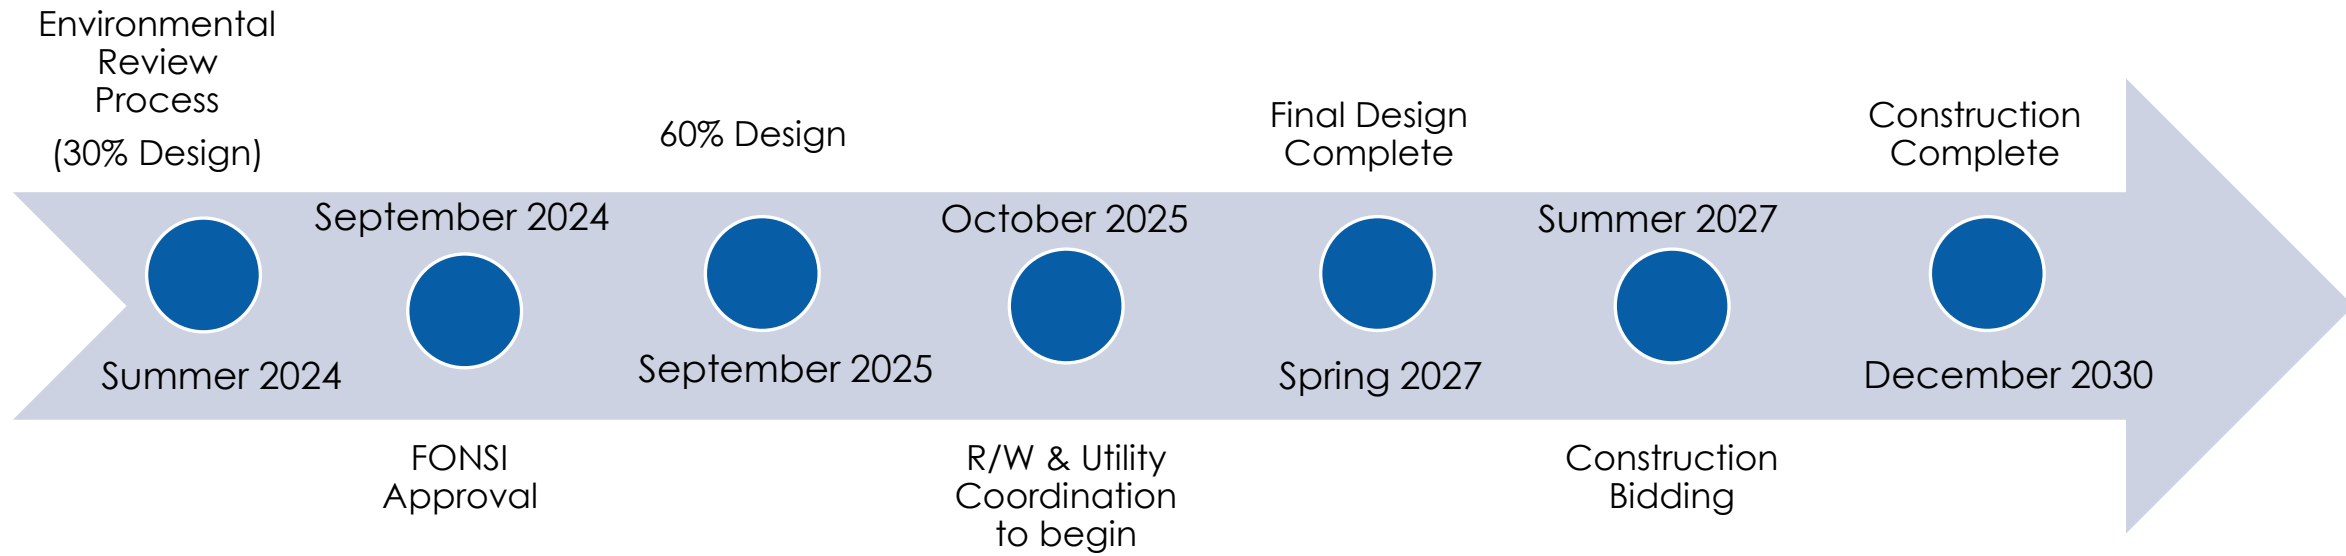 Environmental
Review
Process
(30% Design)
Summer 2024
September 2024
FONSI
Approval
60% Design
September 2025
October 2025
R/W & Utility
Coordination
to begin
Final Design
Complete
Spring 2027
Summer 2027
Construction
Bidding
Construction
Complete
December 2030